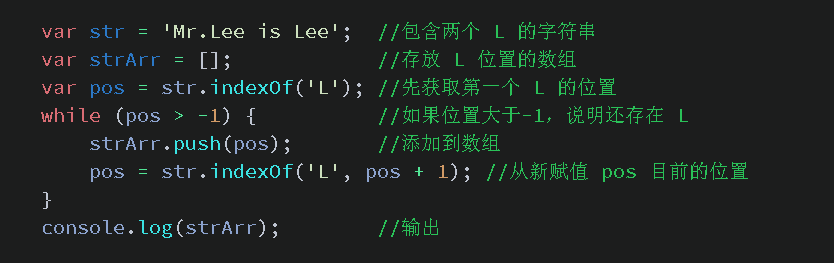 var str = 'Mr.Lee is Lee'; //包含两个 L 的字符串
var strArr = []; //存放 L 位置的数组
var pos = str.indexOf('L'); //先获取第一个 L 的位置
while (pos > -1) { //如果位置大于-1，说明还存在 L
strArr.push(pos); //添加到数组
pos = str.indexOf('L', pos + 1); //从新赋值 pos 目前的位置
}
console.log(strArr); //输出